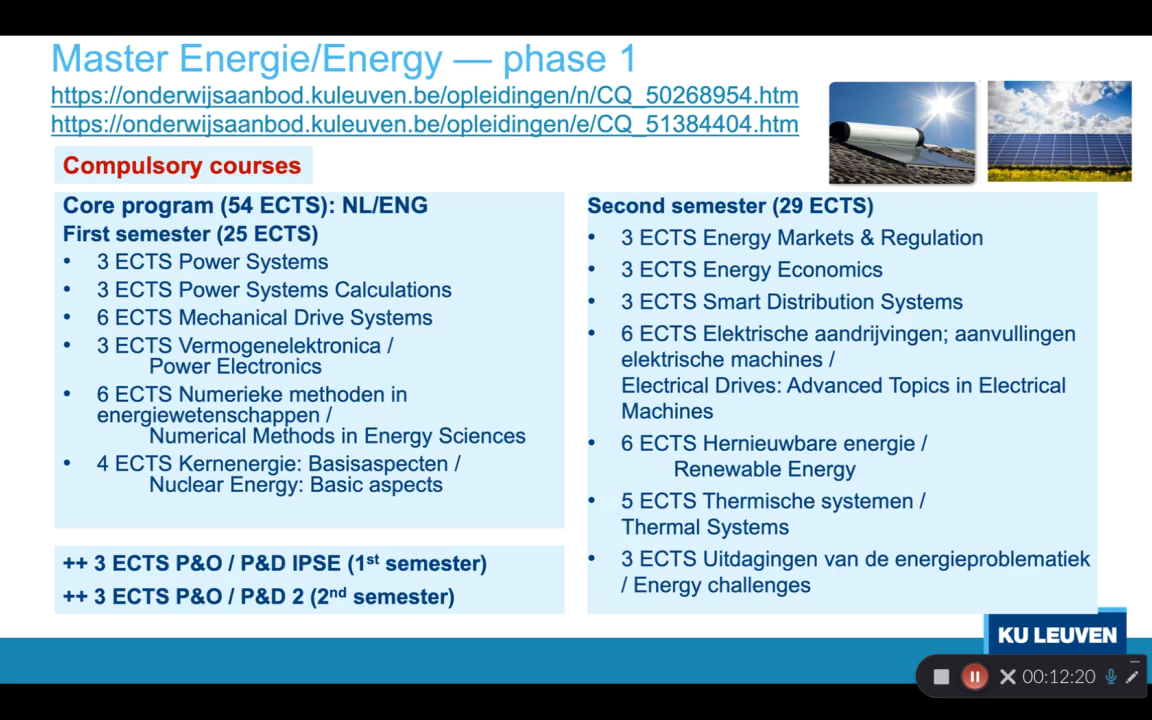 Master Energie/Energy — phase 1
https://onderwijsaanbod.kuleuven.be/opleidingen/n/CQ_50268954.htm
https://onderwijsaanbod.kuleuven.be/opleidingen/e/CQ_51384404.htm
Compulsory courses
Core program (54 ECTS): NL/ENG
First semester (25 ECTS)
• 3 ECTS Power Systems
• 3 ECTS Power Systems Calculations
• 6 ECTS Mechanical Drive Systems
• 3 ECTS Vermogenelektronica /
Power Electronics
• 6 ECTS Numerieke methoden in
energiewetenschappen /
Numerical Methods in Energy Sciences
• 4 ECTS Kernenergie: Basisaspecten /
Nuclear Energy: Basic aspects
++ 3 ECTS P&O / P&D IPSE (1st semester)
++ 3 ECTS P&O / P&D 2 (2nd semester)
Second semester (29 ECTS)
• 3 ECTS Energy Markets & Regulation
• 3 ECTS Energy Economics
• 3 ECTS Smart Distribution Systems
• 6 ECTS Elektrische aandrijvingen; aanvullingen
elektrische machines /
Electrical Drives: Advanced Topics in Electrical
Machines
• 6 ECTS Hernieuwbare energie /
Renewable Energy
• 5 ECTS Thermische systemen /
Thermal Systems
• 3 ECTS Uitdagingen van de energieproblematiek
/ Energy challenges
KU LEUVEN
00:12:20